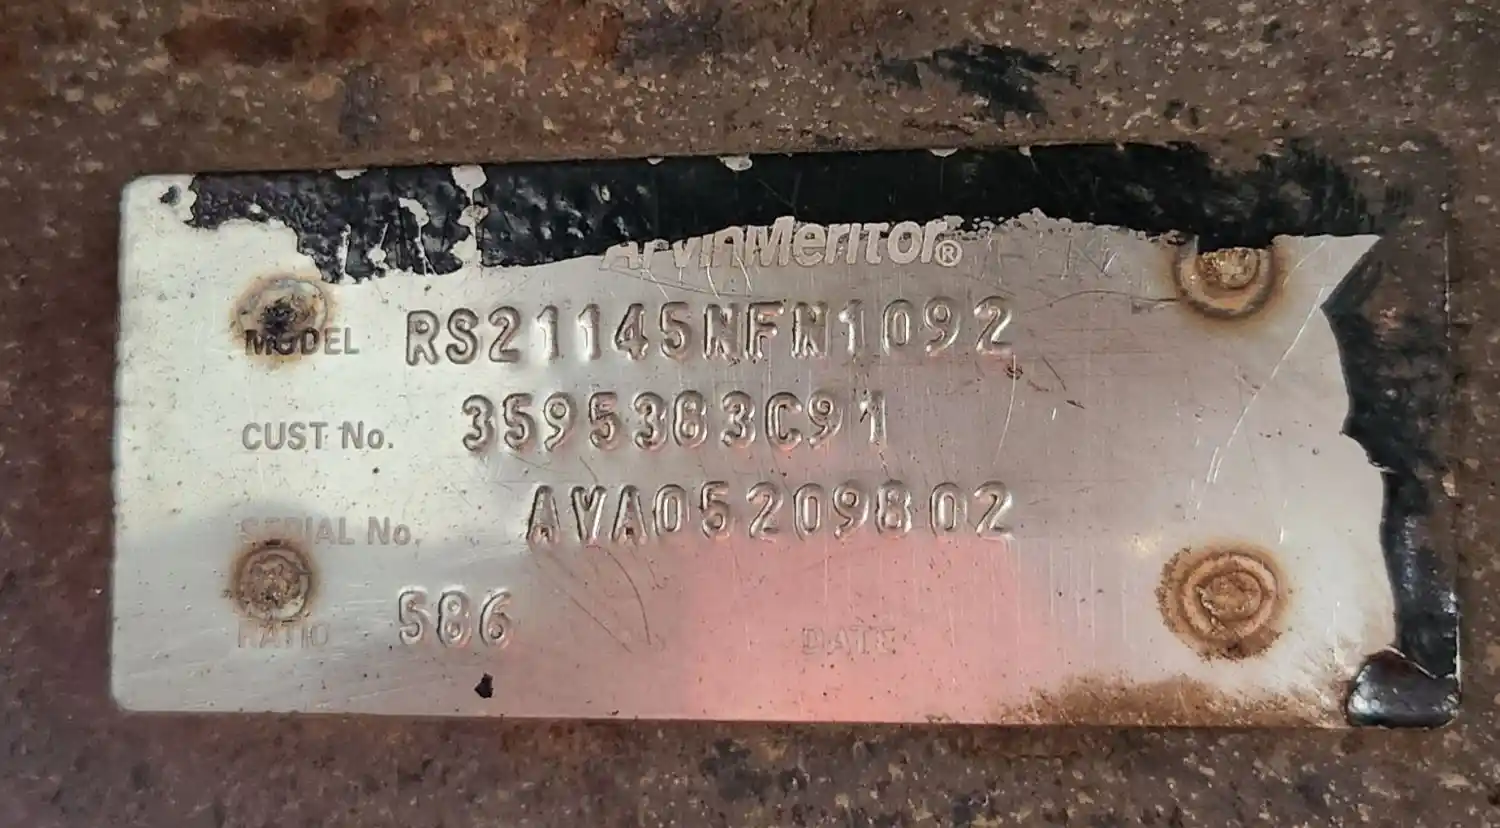 ArvinMeritor®
MODEL RS21145NFN1092
CUST No. 3595383C91
SERIAL No. AVA05209802
RATIO 586 DATE